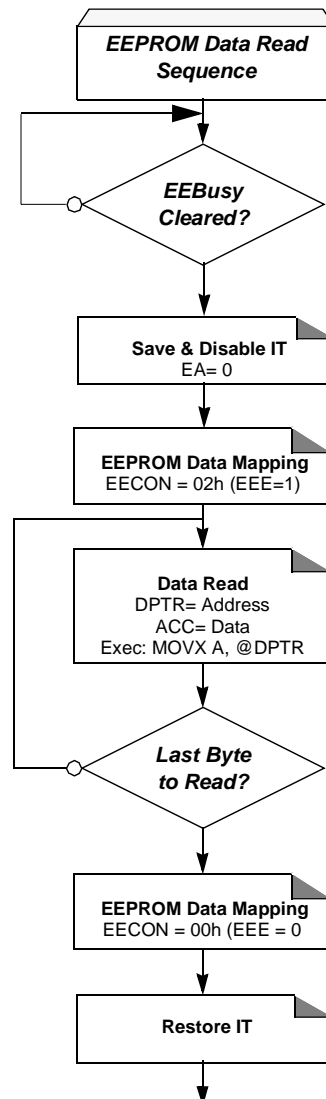 EEPROM Data Read
Sequence
EEBusy
Cleared?
Save & Disable IT
EA= 0
EEPROM Data Mapping
EECON = 02h (EEE=1)
Data Read
DPTR= Address
ACC= Data
Exec: MOVX A, @DPTR
Last Byte
to Read?
EEPROM Data Mapping
EECON = 00h (EEE = 0
Restore IT